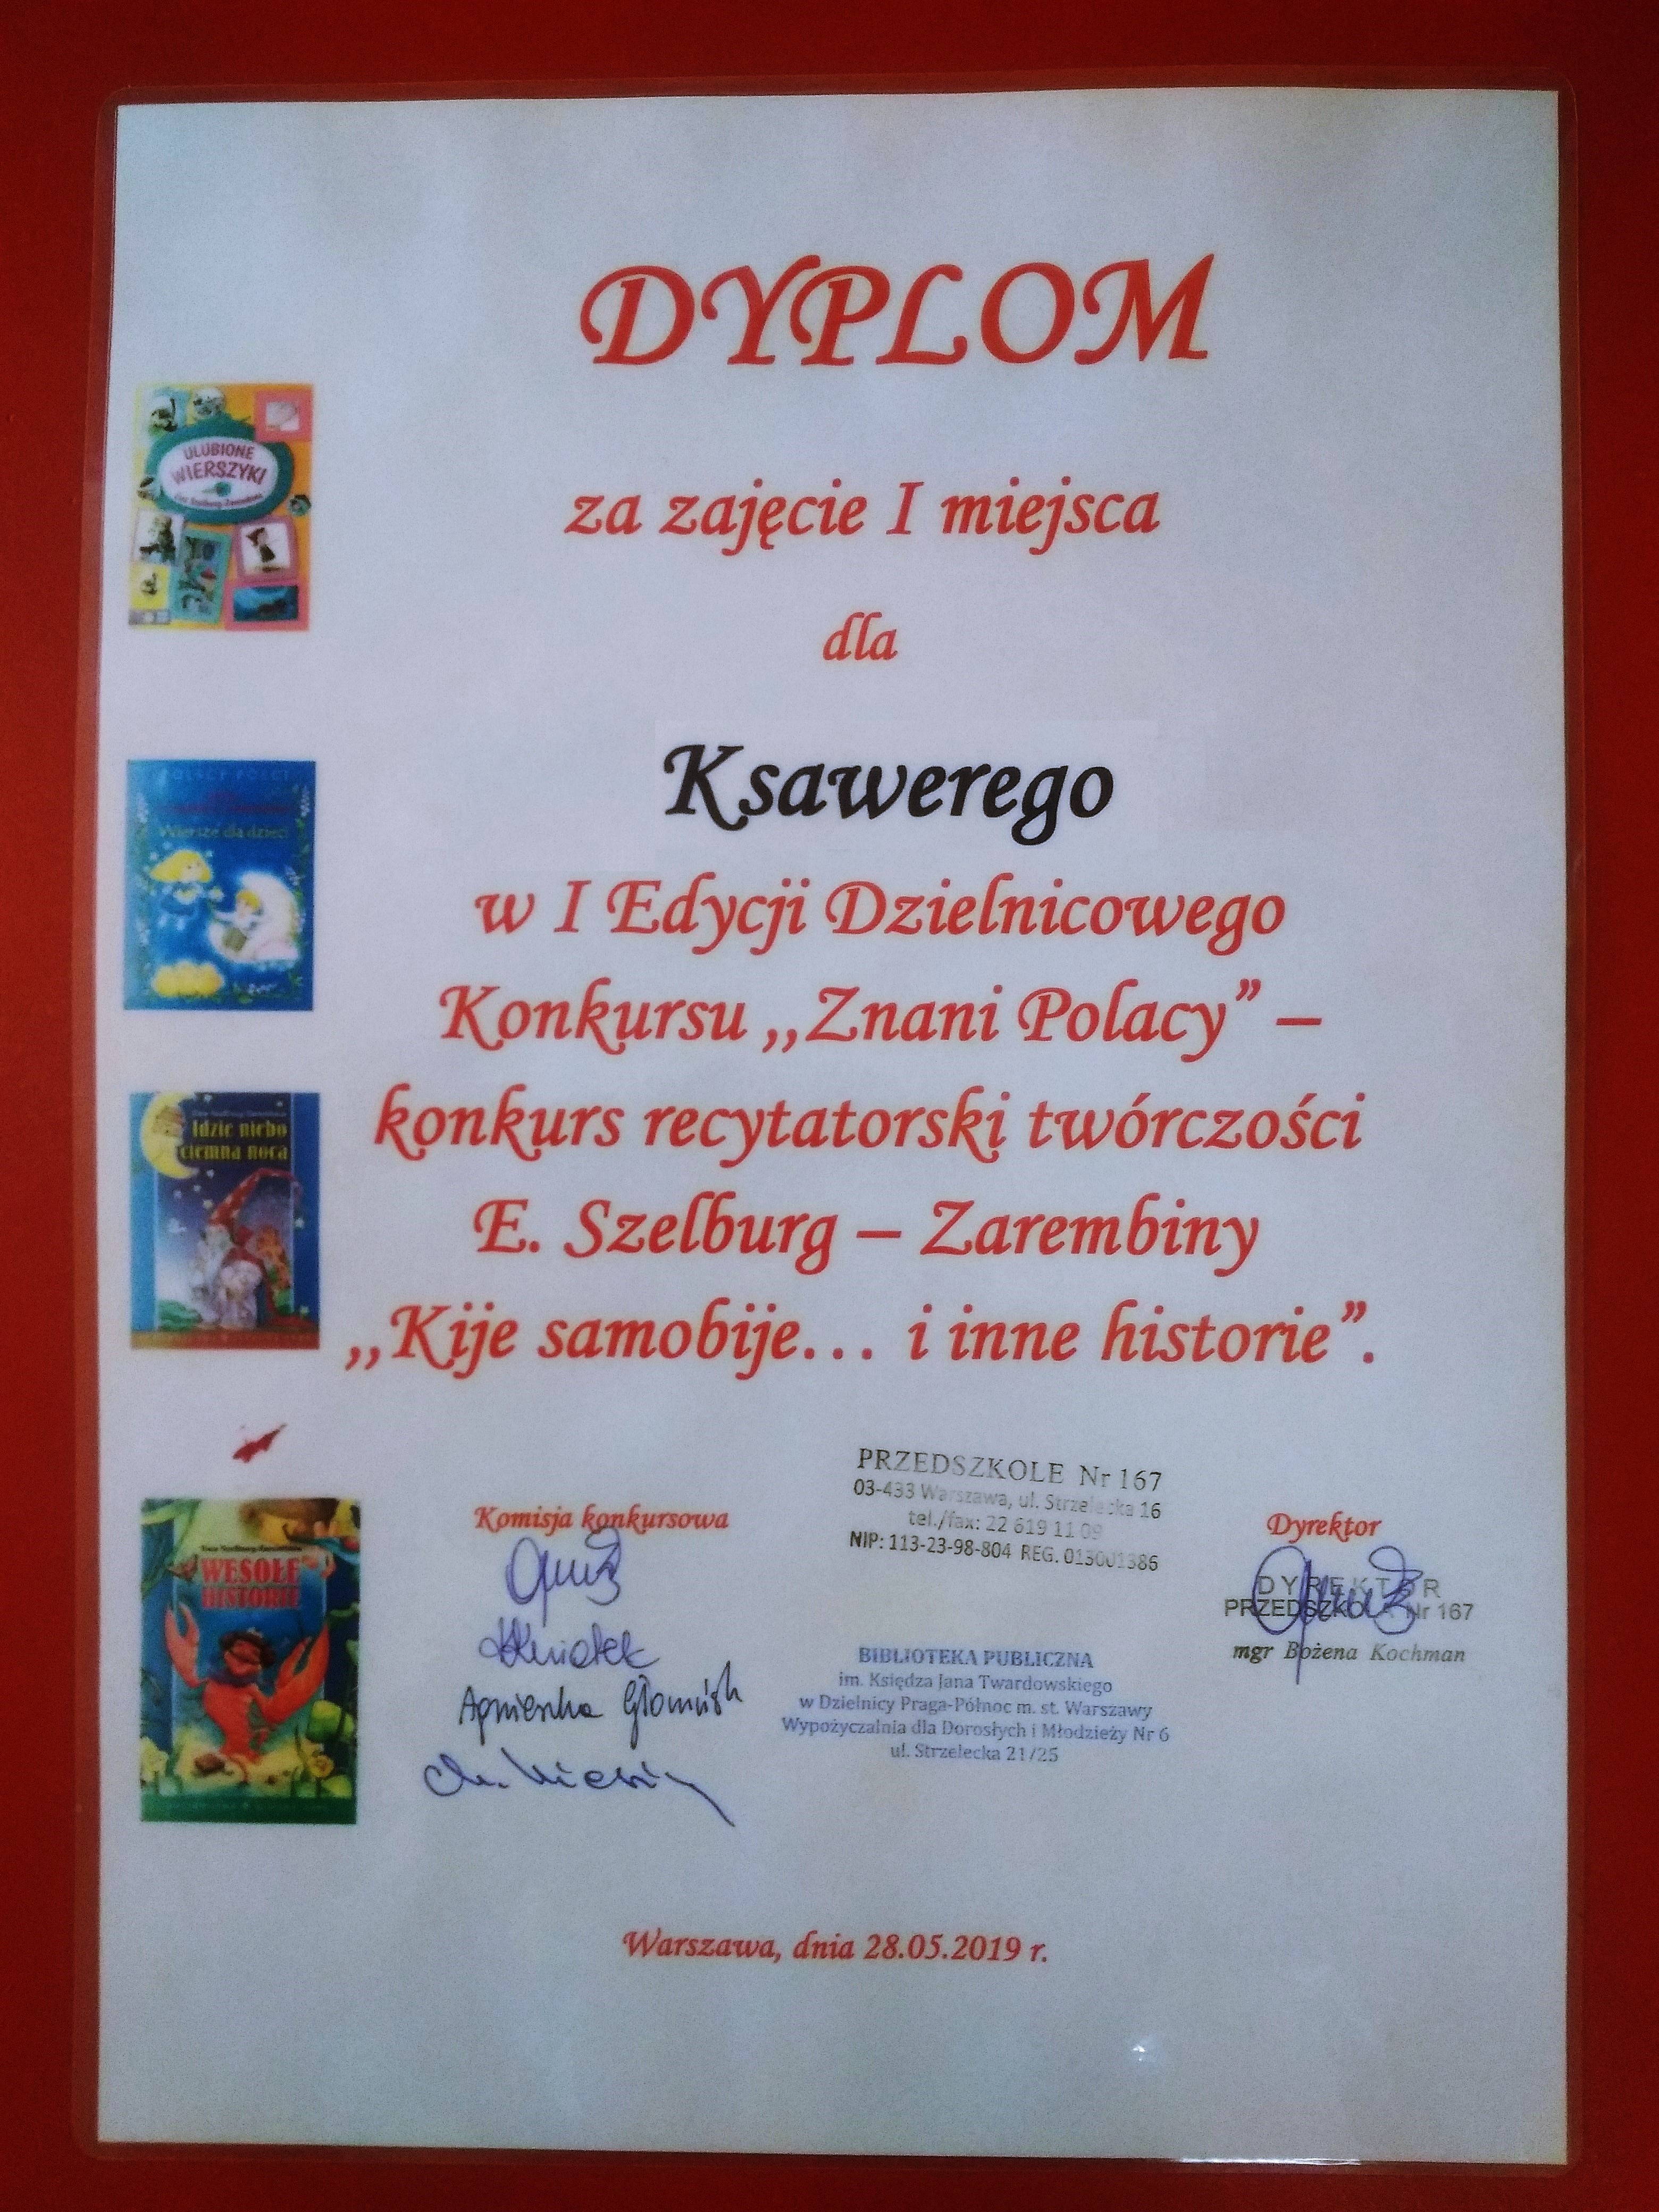 DYPLOM
za zajęcie I miejsca
dla
Ksawerego
w I Edycji Dzielnicowego
Konkursu ,,Znani Polacy” –
konkurs recytatorski twórczości
E. Szelburg – Zarembiny
,,Kije samobije… i inne historie”.
ULUBIONE
WIERSZYKI
Wiersze dla dzieci
Idzie niebo
ciemną nocą
WESOŁE
HISTORIE
Komisja konkursowa
Agnieszka
PRZEDSZKOLE Nr 167
03-433 Warszawa, ul. Strzelecka 16
tel./fax: 22 619 11 09
NIP: 113-23-98-804 REG. 013001386
BIBLIOTEKA PUBLICZNA
im. Księdza Jana Twardowskiego
w Dzielnicy Praga-Północ m. st. Warszawy
Wypożyczalnia dla Dorosłych i Młodzieży Nr 6
ul. Strzelecka 21/25
Dyrektor
DYREKTOR
PRZEDSZKOLA Nr 167
mgr Bożena Kochman
Warszawa, dnia 28.05.2019 r.